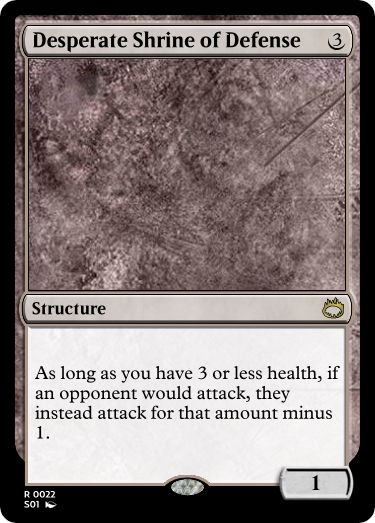 Desperate Shrine of Defense 3
Structure
As long as you have 3 or less health, if
an opponent would attack, they
instead attack for that amount minus
1.
1
R 0022
S01